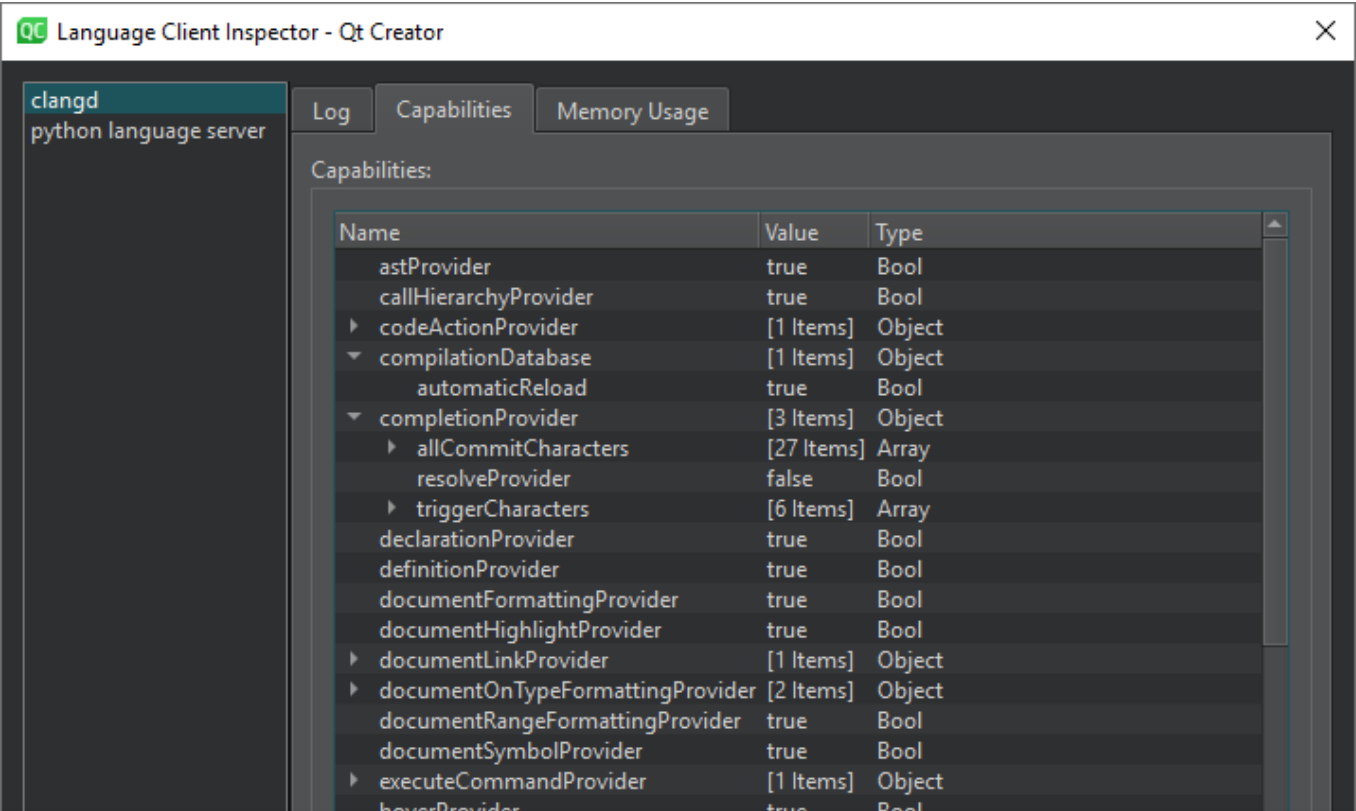 QC Language Client Inspector - Qt Creator
clangd
python language server
Log Capabilities Memory Usage
Capabilities:
Name Value Type
astProvider true Bool
callHierarchyProvider true Bool
codeActionProvider [1 Items] Object
compilationDatabase [1 Items] Object
automaticReload true Bool
completionProvider [3 Items] Object
allCommitCharacters [27 Items] Array
resolveProvider false Bool
triggerCharacters [6 Items] Array
declarationProvider true Bool
definitionProvider true Bool
documentFormattingProvider true Bool
documentHighlightProvider true Bool
documentLinkProvider [1 Items] Object
documentOnTypeFormattingProvider [2 Items] Object
documentRangeFormattingProvider true Bool
documentSymbolProvider true Bool
executeCommandProvider [1 Items] Object
hoverProvider true Bool